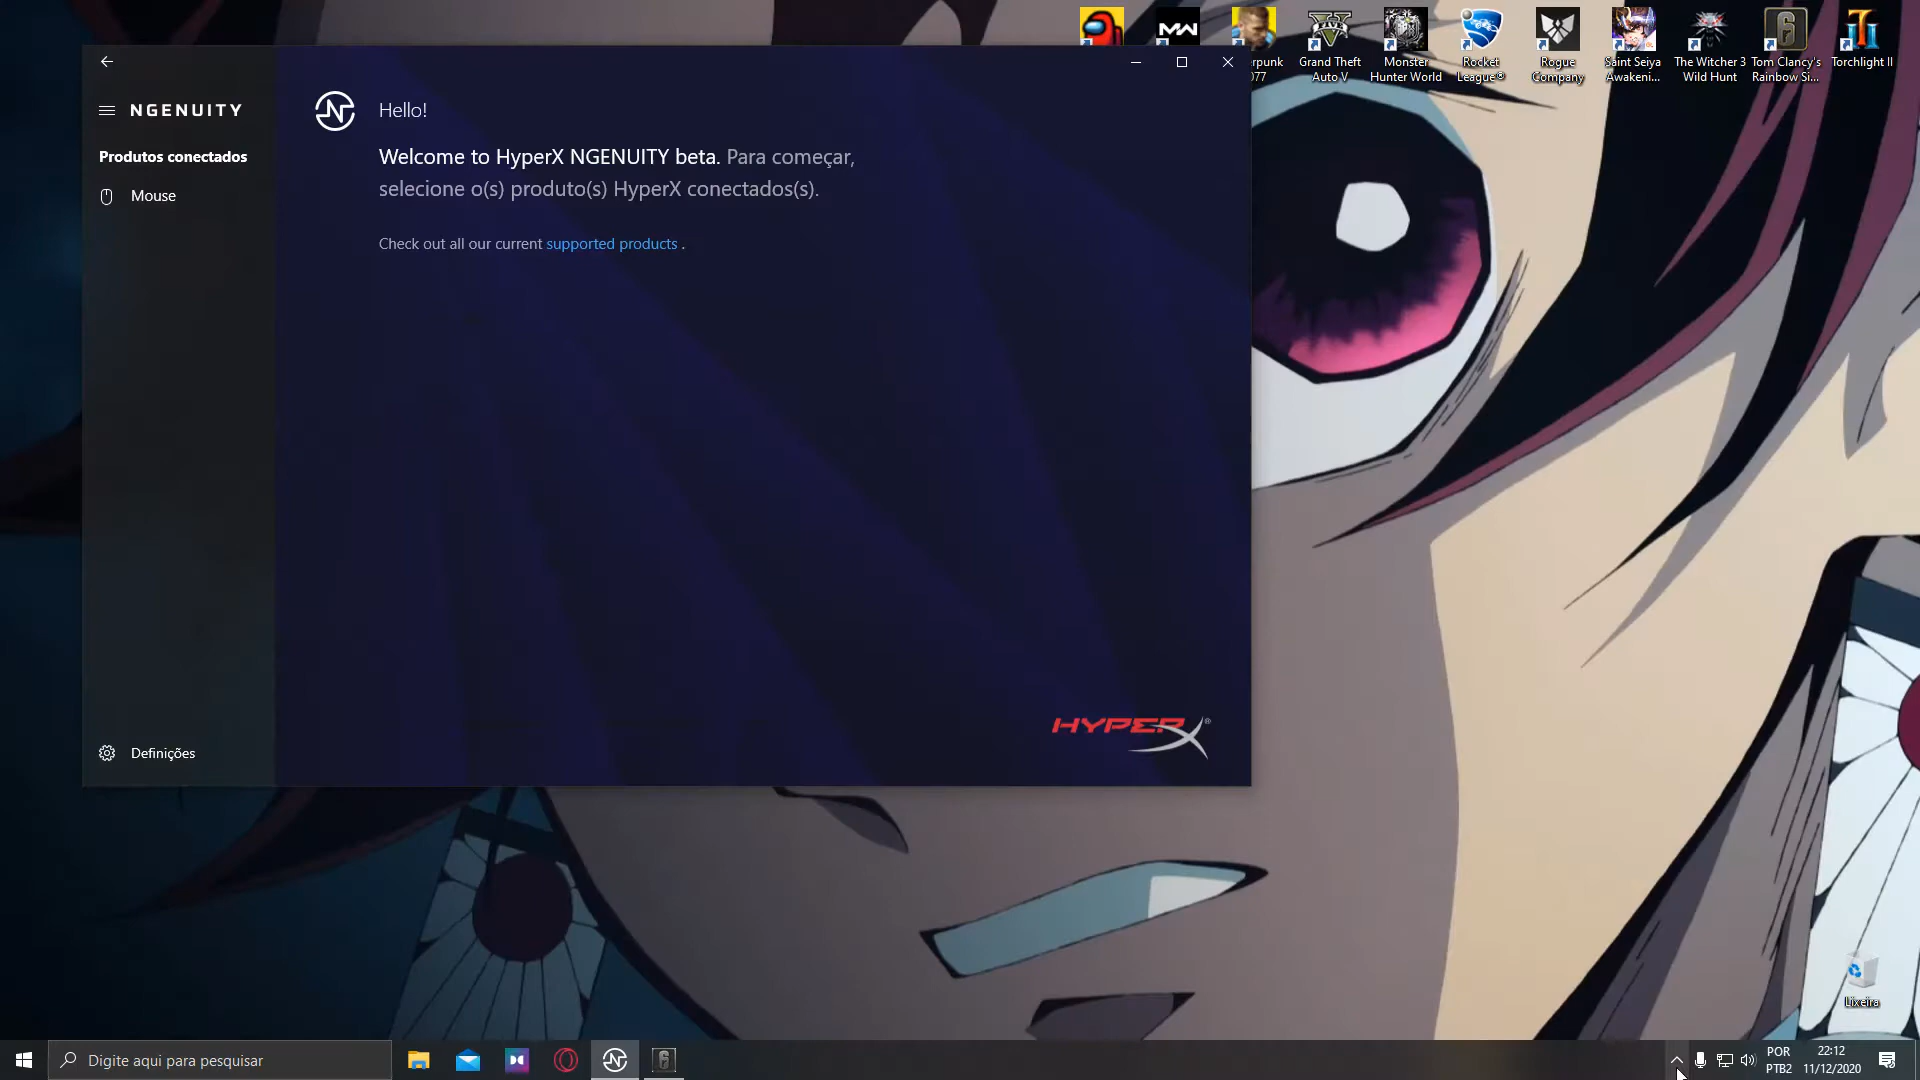 erpunk
077
Grand Theft
Auto V
Monster
Hunter World
Rocket
League®
Rogue
Company
Saint Seiya
Awakeni...
The Witcher 3
Wild Hunt
Tom Clancy's
Rainbow Si...
Torchlight II
NGENUITY
Hello!
Produtos conectados
Mouse
Welcome to HyperX NGENUITY beta. Para começar,
selecione o(s) produto(s) HyperX conectados(s).
Check out all our current supported products .
HYPERX®
Definições
Lixeira
Digite aqui para pesquisar
POR
PTB2
22:12
11/12/2020